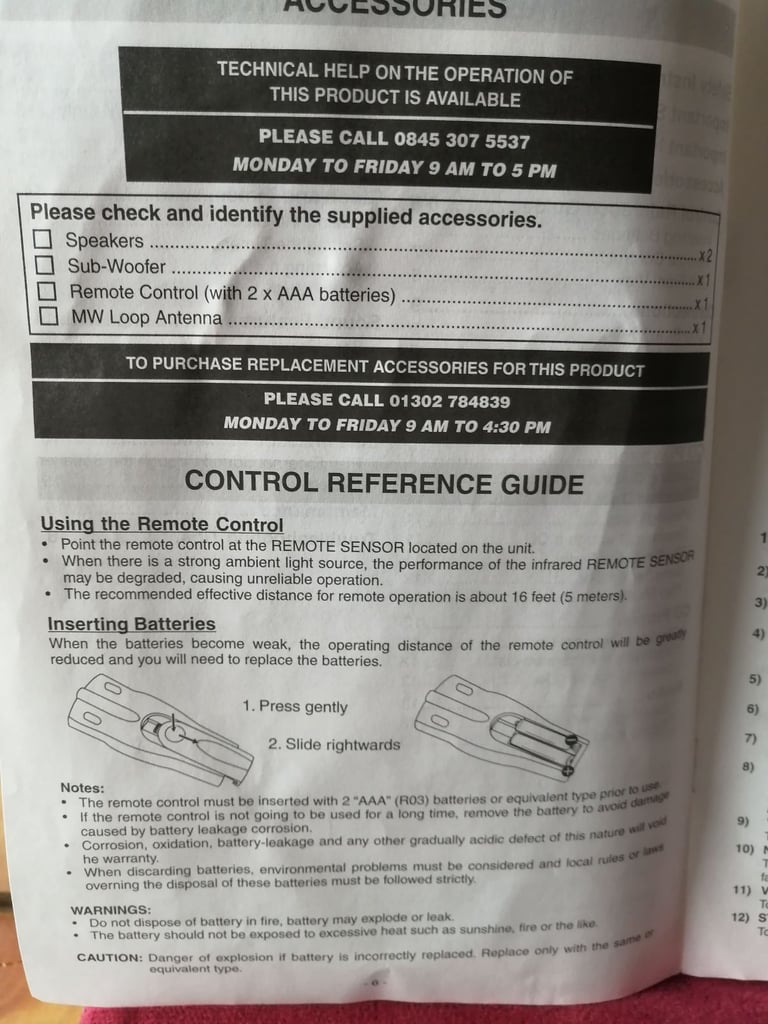 ACCESSORIES
TECHNICAL HELP ON THE OPERATION OF
THIS PRODUCT IS AVAILABLE
PLEASE CALL 0845 307 5537
MONDAY TO FRIDAY 9 AM TO 5 PM
Please check and identify the supplied accessories.
Speakers ........ x2
Sub-Woofer ........ x1
Remote Control (with 2 x AAA batteries) ........ x1
MW Loop Antenna ........ x1
TO PURCHASE REPLACEMENT ACCESSORIES FOR THIS PRODUCT
PLEASE CALL 01302 784839
MONDAY TO FRIDAY 9 AM TO 4:30 PM
CONTROL REFERENCE GUIDE
Using the Remote Control
• Point the remote control at the REMOTE SENSOR located on the unit.
• When there is a strong ambient light source, the performance of the infrared REMOTE SENSOR
may be degraded, causing unreliable operation.
• The recommended effective distance for remote operation is about 16 feet (5 meters).
Inserting Batteries
When the batteries become weak, the operating distance of the remote control will be greatly
reduced and you will need to replace the batteries.
1. Press gently
2. Slide rightwards
Notes:
• The remote control must be inserted with 2 "AAA" (R03) batteries or equivalent type prior to use.
• If the remote control is not going to be used for a long time, remove the battery to avoid damage
caused by battery leakage corrosion.
• Corrosion, oxidation, battery-leakage and any other gradually acidic defect of this nature will void
he warranty.
• When discarding batteries, environmental problems must be considered and local rules or laws
overning the disposal of these batteries must be followed strictly.
WARNINGS:
• Do not dispose of battery in fire, battery may explode or leak.
• The battery should not be exposed to excessive heat such as sunshine, fire or the like.
CAUTION: Danger of explosion if battery is incorrectly replaced. Replace only with the same or
equivalent type.
- 6 -
1
2)
3)
4)
5)
6)
7)
8)
9)
10)
11)
12)